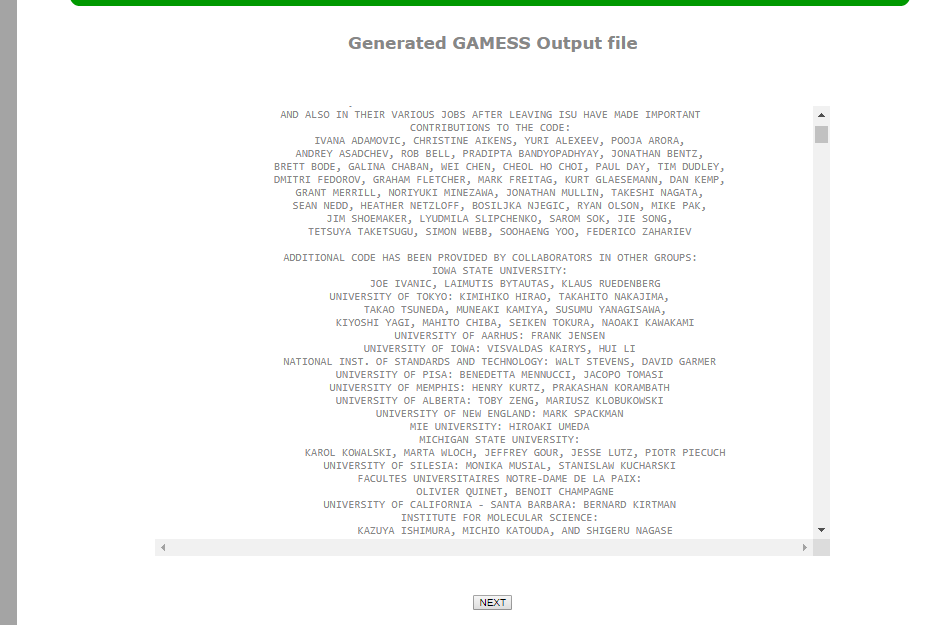 Generated GAMESS Output file
AND ALSO IN THEIR VARIOUS JOBS AFTER LEAVING ISU HAVE MADE IMPORTANT
CONTRIBUTIONS TO THE CODE:
IVANA ADAMOVIC, CHRISTINE AIKENS, YURI ALEXEEV, POOJA ARORA,
ANDREY ASADCHEV, ROB BELL, PRADIPTA BANDYOPADHYAY, JONATHAN BENTZ,
BRETT BODE, GALINA CHABAN, WEI CHEN, CHEOL HO CHOI, PAUL DAY, TIM DUDLEY,
DMITRI FEDOROV, GRAHAM FLETCHER, MARK FREITAG, KURT GLAESEMANN, DAN KEMP,
GRANT MERRILL, NORIYUKI MINEZAWA, JONATHAN MULLIN, TAKESHI NAGATA,
SEAN NEDD, HEATHER NETZLOFF, BOSILJKA NJEGIC, RYAN OLSON, MIKE PAK,
JIM SHOEMAKER, LYUDMILA SLIPCHENKO, SAROM SOK, JIE SONG,
TETSUYA TAKETSUGU, SIMON WEBB, SOOHAENG YOO, FEDERICO ZAHARIEV
ADDITIONAL CODE HAS BEEN PROVIDED BY COLLABORATORS IN OTHER GROUPS:
IOWA STATE UNIVERSITY:
JOE IVANIC, LAIMUTIS BYTAUTAS, KLAUS RUEDENBERG
UNIVERSITY OF TOKYO: KIMIHIKO HIRAO, TAKAHITO NAKAJIMA,
TAKAO TSUNEDA, MUNEAKI KAMIYA, SUSUMU YANAGISAWA,
KIYOSHI YAGI, MAHITO CHIBA, SEIKEN TOKURA, NAOAKI KAWAKAMI
UNIVERSITY OF AARHUS: FRANK JENSEN
UNIVERSITY OF IOWA: VISVALDAS KAIRYS, HUI LI
NATIONAL INST. OF STANDARDS AND TECHNOLOGY: WALT STEVENS, DAVID GARMER
UNIVERSITY OF PISA: BENEDETTA MENNUCCI, JACOPO TOMASI
UNIVERSITY OF MEMPHIS: HENRY KURTZ, PRAKASHAN KORAMBATH
UNIVERSITY OF ALBERTA: TOBY ZENG, MARIUSZ KLOBUKOWSKI
UNIVERSITY OF NEW ENGLAND: MARK SPACKMAN
MIE UNIVERSITY: HIROAKI UMEDA
MICHIGAN STATE UNIVERSITY:
KAROL KOWALSKI, MARTA WLOCH, JEFFREY GOUR, JESSE LUTZ, PIOTR PIECUCH
UNIVERSITY OF SILESIA: MONIKA MUSIAL, STANISLAW KUCHARSKI
FACULTES UNIVERSITAIRES NOTRE-DAME DE LA PAIX:
OLIVIER QUINET, BENOIT CHAMPAGNE
UNIVERSITY OF CALIFORNIA - SANTA BARBARA: BERNARD KIRTMAN
INSTITUTE FOR MOLECULAR SCIENCE:
KAZUYA ISHIMURA, MICHIO KATOUDA, AND SHIGERU NAGASE
NEXT